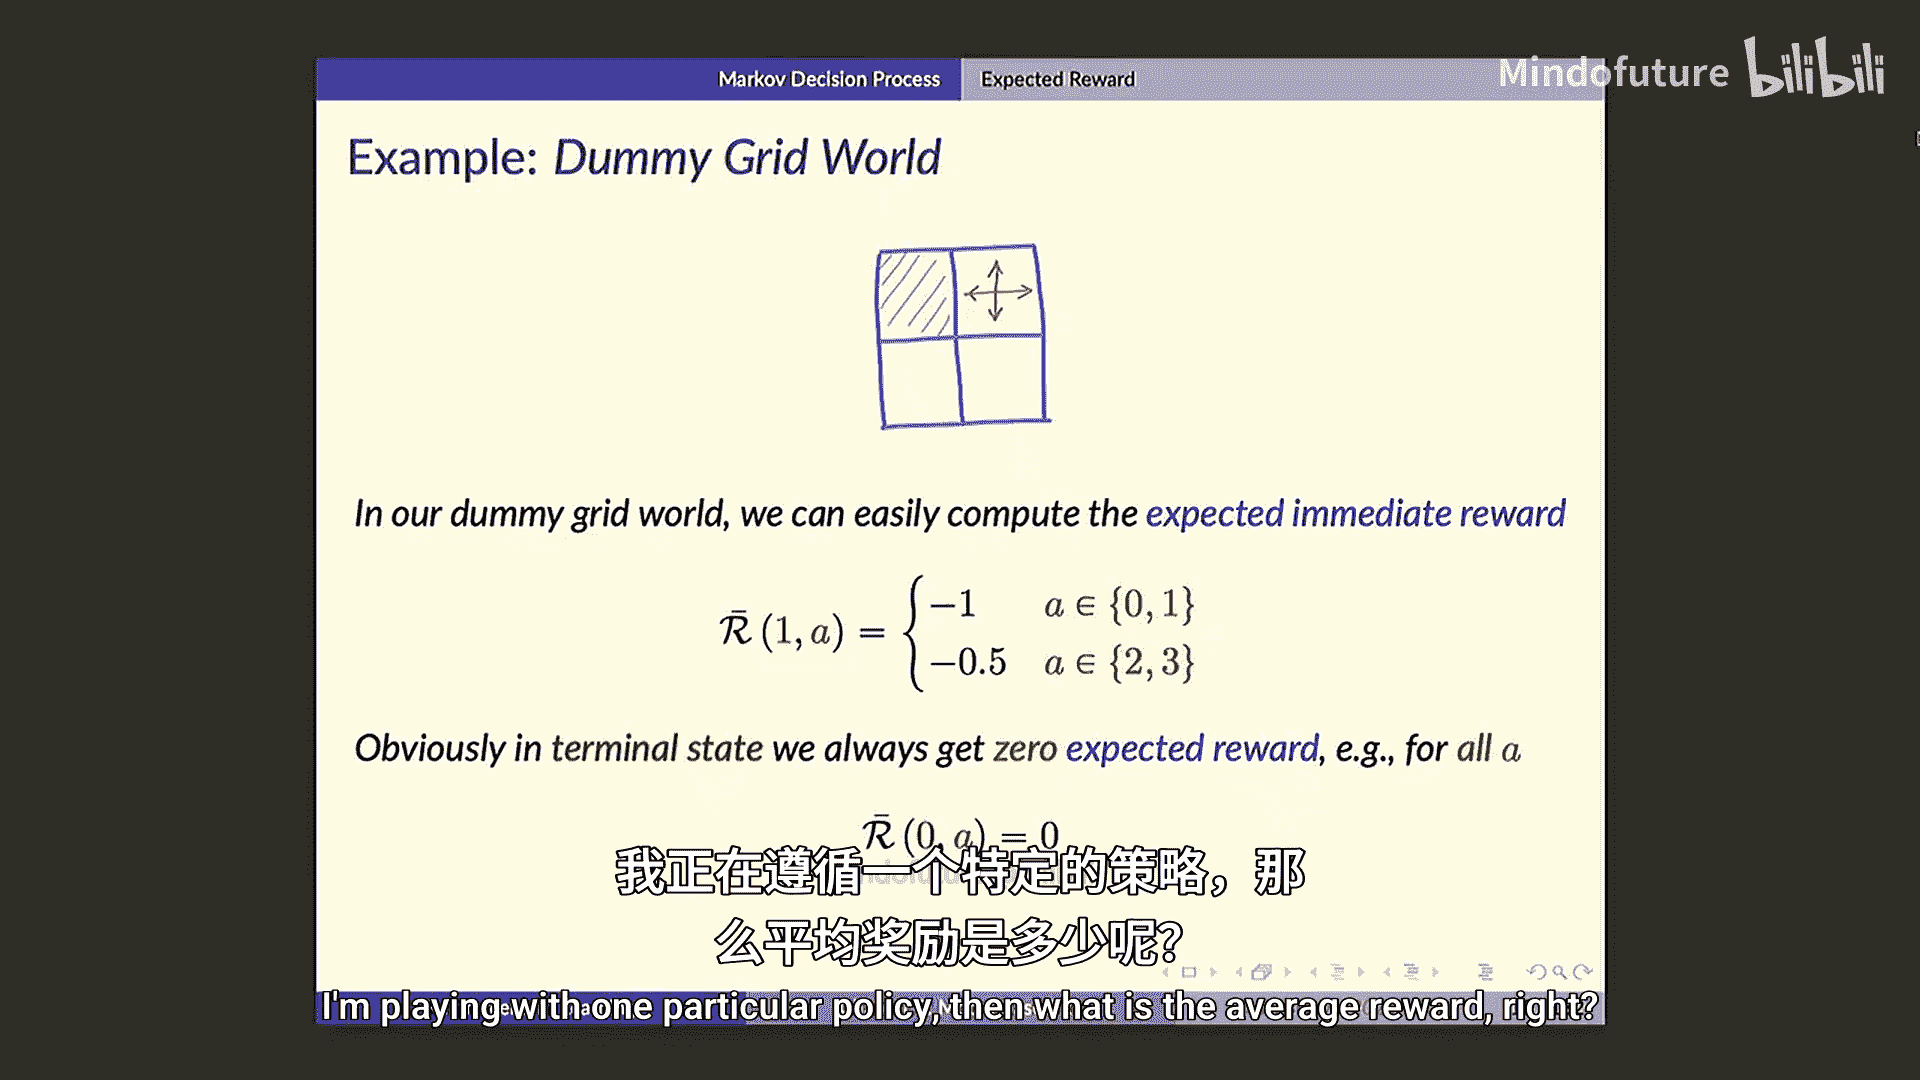 Markov Decision Process Expected Reward
Mindofuture bilibili
Example: Dummy Grid World
In our dummy grid world, we can easily compute the expected immediate reward
R̄ (1, a) = { −1 a ∈ {0, 1}
−0.5 a ∈ {2, 3}
Obviously in terminal state we always get zero expected reward, e.g., for all a
R̄ (0, a) = 0
我正在遵循一个特定的策略，那
么平均奖励是多少呢？
I'm playing with one particular policy, then what is the average reward, right?